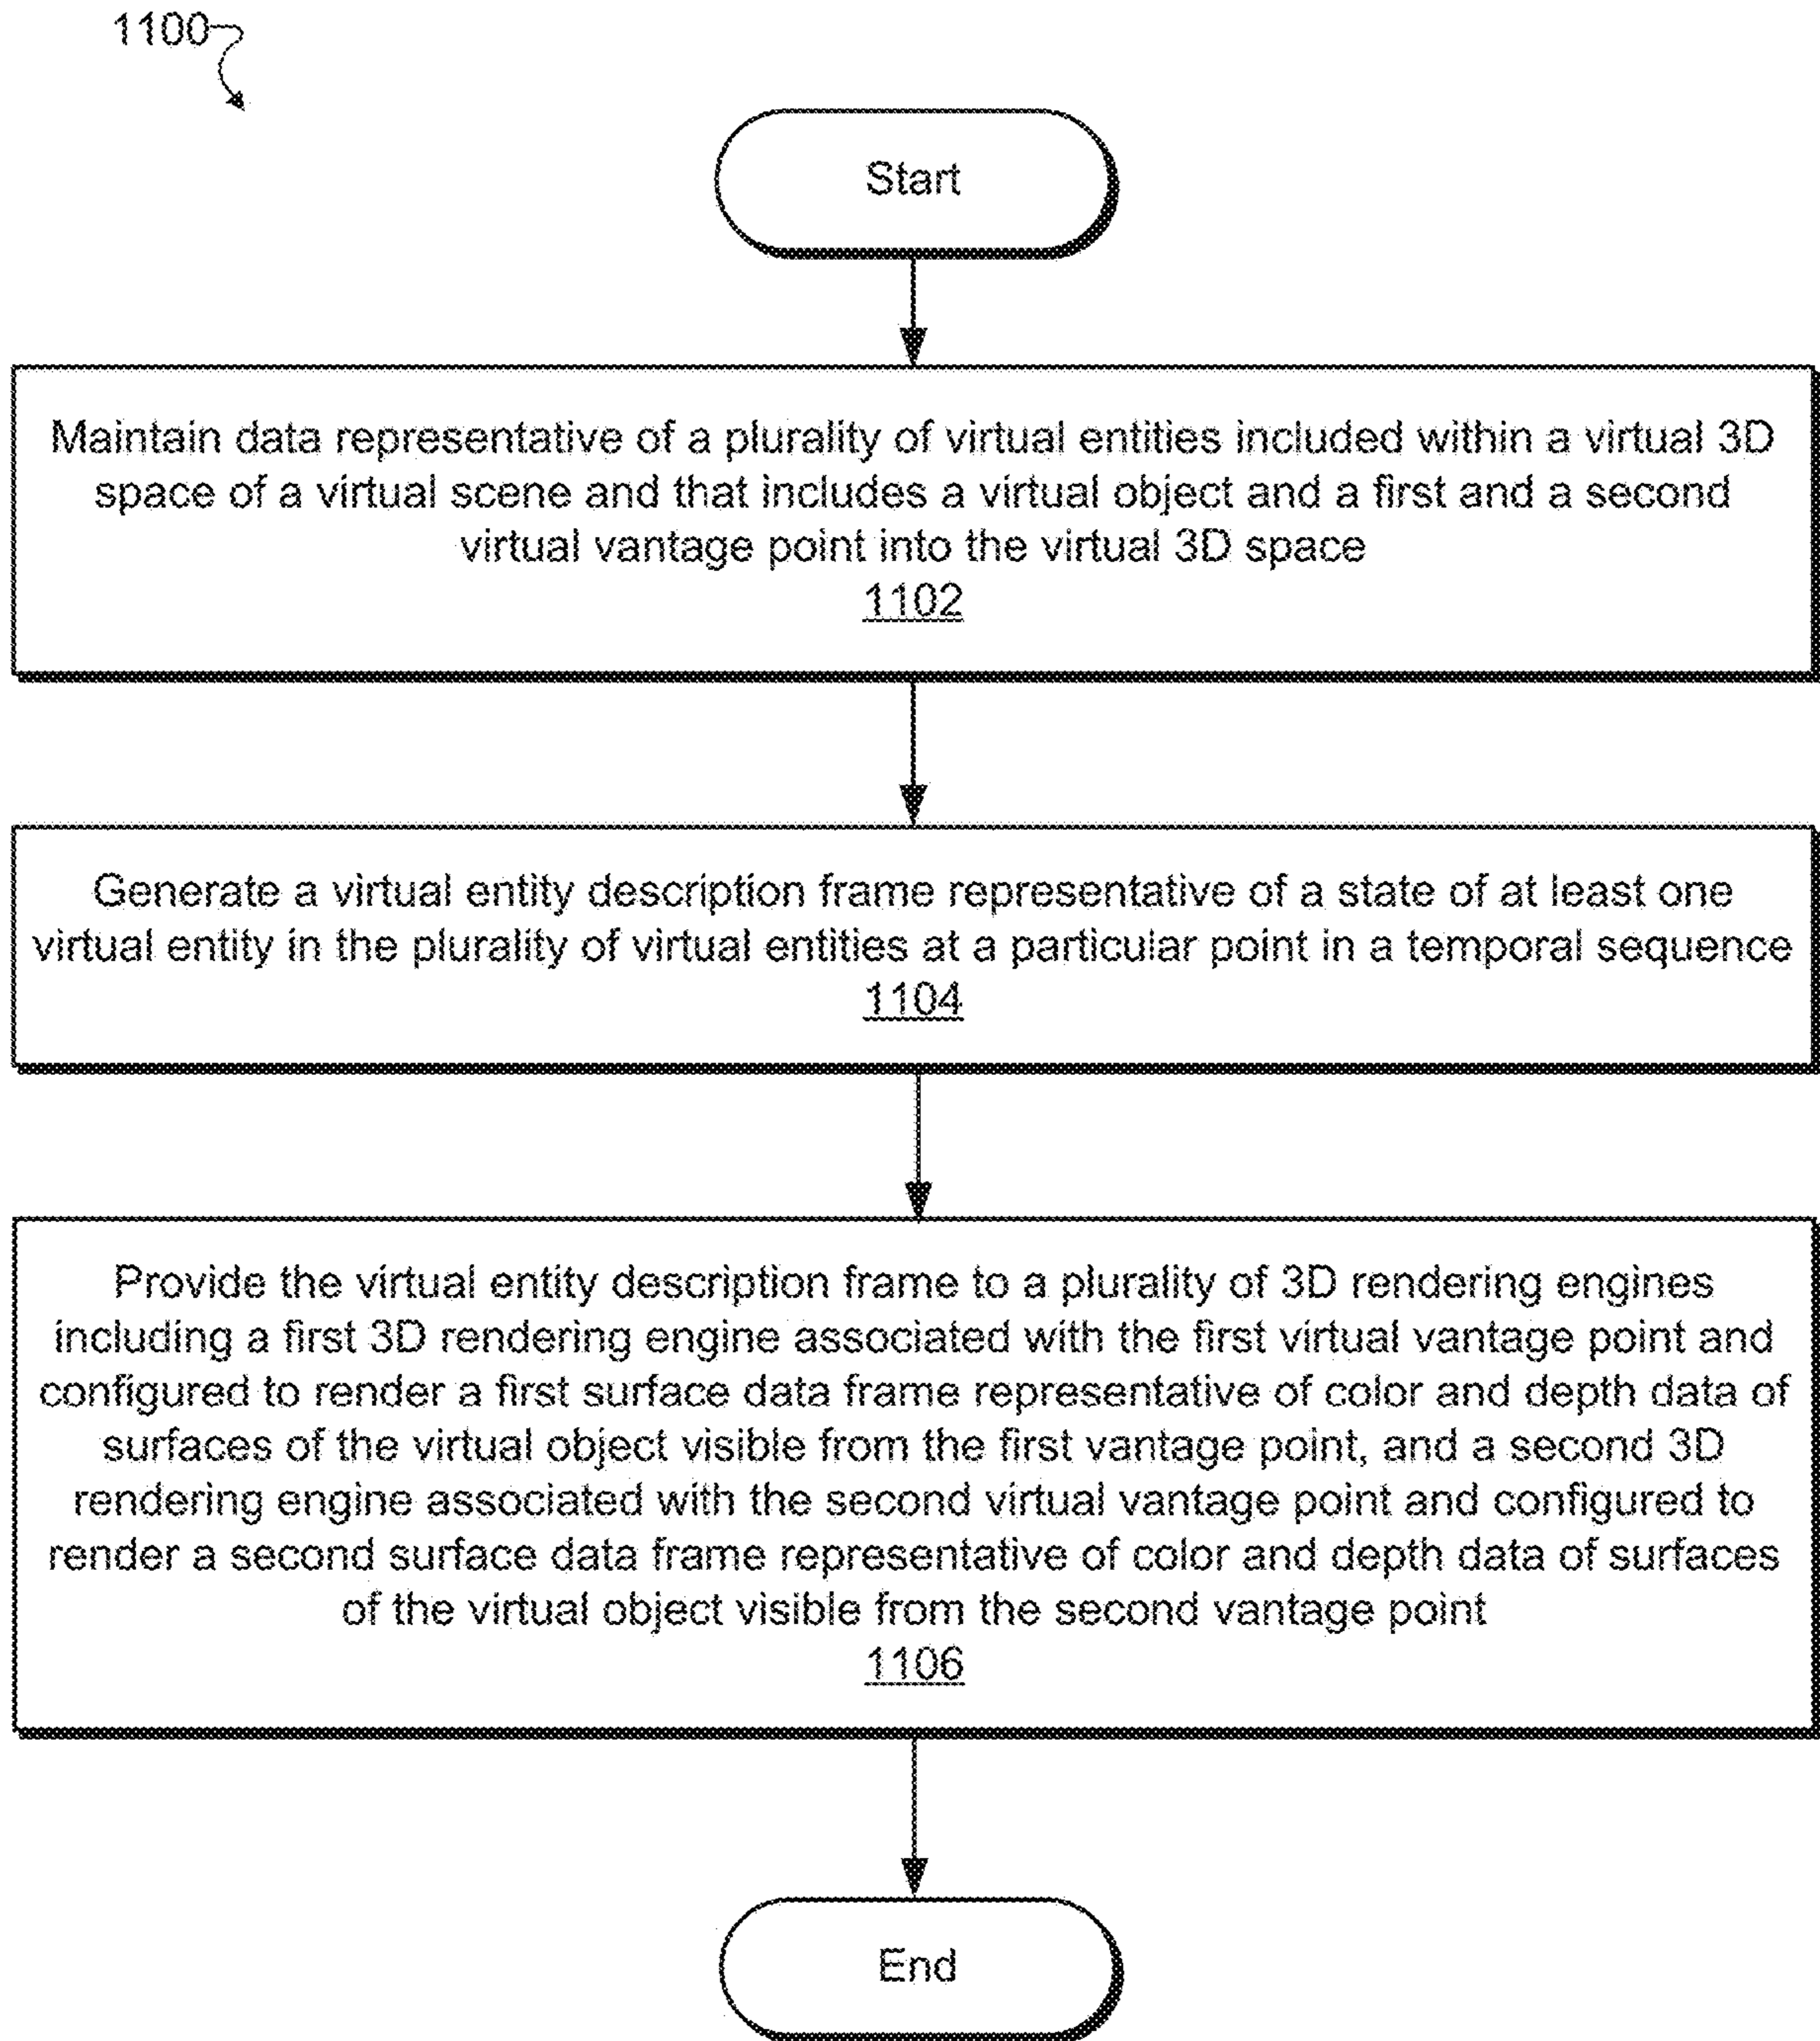 1100
Start
Maintain data representative of a plurality of virtual entities included within a virtual 3D
space of a virtual scene and that includes a virtual object and a first and a second
virtual vantage point into the virtual 3D space
1102
Generate a virtual entity description frame representative of a state of at least one
virtual entity in the plurality of virtual entities at a particular point in a temporal sequence
1104
Provide the virtual entity description frame to a plurality of 3D rendering engines
including a first 3D rendering engine associated with the first virtual vantage point and
configured to render a first surface data frame representative of color and depth data of
surfaces of the virtual object visible from the first vantage point, and a second 3D
rendering engine associated with the second virtual vantage point and configured to
render a second surface data frame representative of color and depth data of surfaces
of the virtual object visible from the second vantage point
1106
End